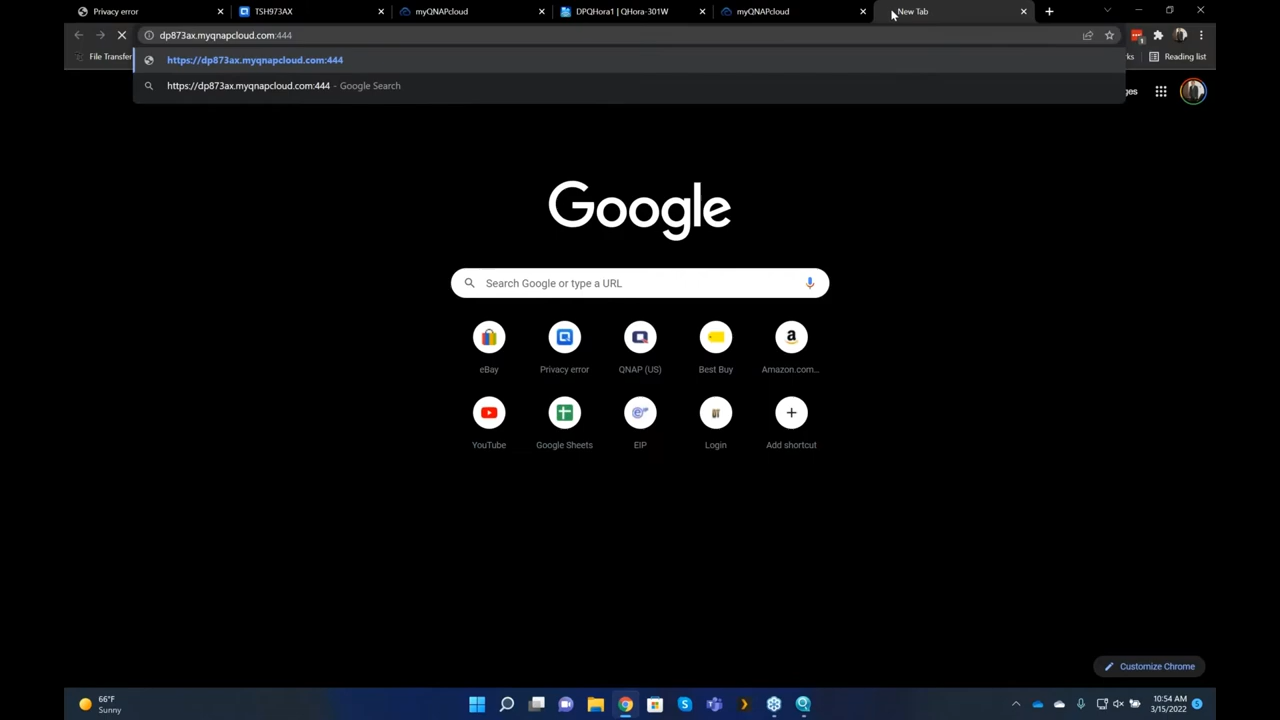 Privacy error
TSH973AX
myQNAPcloud
DPQHora1 | QHora-301W
myQNAPcloud
New Tab
dp873ax.myqnapcloud.com:444
File Transfer
https://dp873ax.myqnapcloud.com:444
Reading list
https://dp873ax.myqnapcloud.com:444 - Google Search
Google
Search Google or type a URL
eBay
Privacy error
QNAP (US)
Best Buy
Amazon.com...
YouTube
Google Sheets
EIP
Login
Add shortcut
Customize Chrome
66°F
Sunny
10:54 AM
3/15/2022